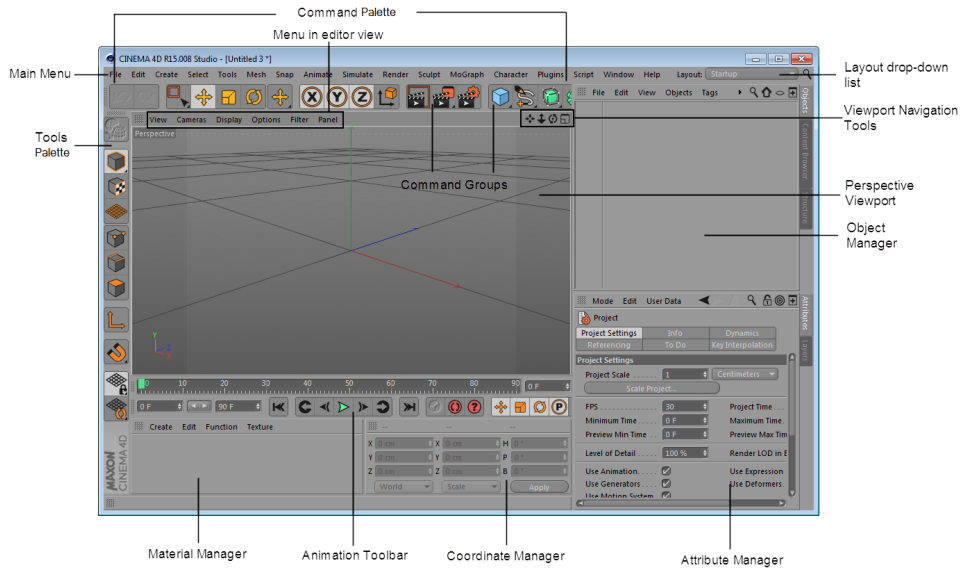 Command Palette
Menu in editor view
Main Menu
Layout drop-down
list
Viewport Navigation
Tools
Tools
Palette
Command Groups
Perspective
Viewport
Object
Manager
CINEMA 4D R15.008 Studio - [Untitled 3 *]
File Edit Create Select Tools Mesh Snap Animate Simulate Render Sculpt MoGraph Character Plugins Script Window Help Layout: Startup
X Y Z
File Edit View Objects Tags
View Cameras Display Options Filter Panel
Perspective
Objects
Content Browser
Structure
Y
Z
X
Mode Edit User Data
Attributes
Layers
Project
Project Settings Info Dynamics
Referencing To Do Key Interpolation
Project Settings
Project Scale 1 Centimeters
Scale Project...
FPS 30 Project Time
Minimum Time 0 F Maximum Time
Preview Min Time 0 F Preview Max Tim
Level of Detail 100 % Render LOD in E
Use Animation Use Expression
Use Generators Use Deformers
Use Motion System
0 10 20 30 40 50 60 70 80 90 0 F
0 F 90 F
P
Create Edit Function Texture
-- -- --
X 0 cm X 0 cm H 0 °
Y 0 cm Y 0 cm P 0 °
Z 0 cm Z 0 cm B 0 °
World Scale Apply
MAXON
CINEMA 4D
Material Manager
Animation Toolbar
Coordinate Manager
Attribute Manager